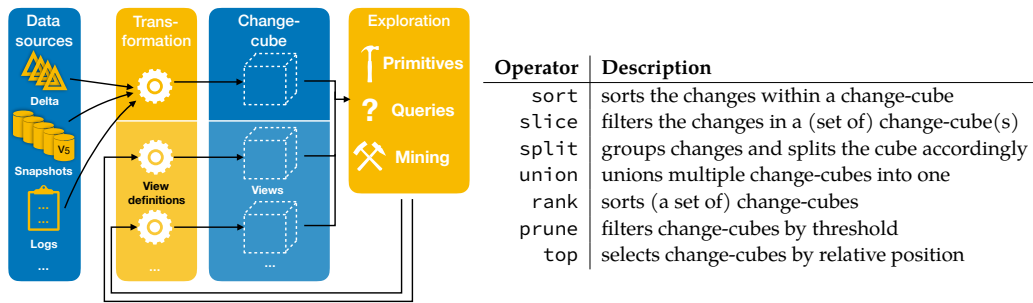 Data
sources
Delta
V5
Snapshots
...
...
Logs
...
Trans-
formation
View
definitions
...
Change-
cube
Views
...
Exploration
Primitives
?
Queries
Mining
Operator Description
sort sorts the changes within a change-cube
slice filters the changes in a (set of) change-cube(s)
split groups changes and splits the cube accordingly
union unions multiple change-cubes into one
rank sorts (a set of) change-cubes
prune filters change-cubes by threshold
top selects change-cubes by relative position